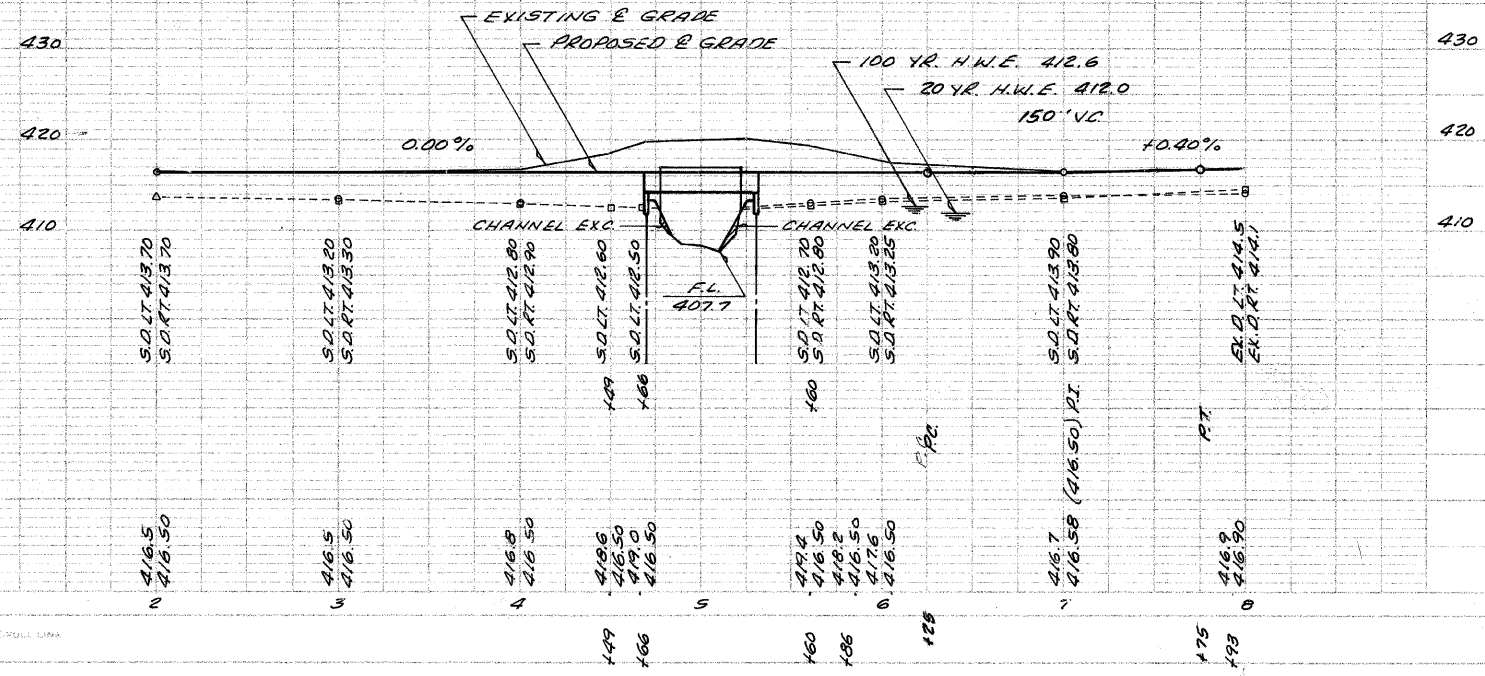 EXISTING ℄ GRADE
PROPOSED ℄ GRADE
430
430
100 YR. H.W.E. 412.6
20 YR. H.W.E. 412.0
150' V.C.
420
420
0.00%
+0.40%
410
410
CHANNEL EXC.
CHANNEL EXC.
F.L.
407.7
S.D. LT. 413.70
S.D. RT. 413.70
S.D. LT. 413.20
S.D. RT. 413.30
S.D. LT. 412.80
S.D. RT. 412.90
S.D. LT. 412.60
S.D. LT. 412.50
S.D. LT. 412.70
S.D. RT. 412.80
S.D. LT. 413.20
S.D. RT. 413.25
S.D. LT. 413.90
S.D. RT. 413.80
EX.D. LT. 414.5
EX.D. RT. 414.1
+49
+66
+60
P.C.
P.I.
P.T.
416.5
416.50
416.5
416.50
416.8
416.50
418.6
416.50
419.0
416.50
419.4
416.50
418.2
416.50
417.6
416.50
416.7
416.58 (416.50)
416.9
416.90
2
3
4
5
6
7
8
+49
+66
+60
+86
+25
+75
+93